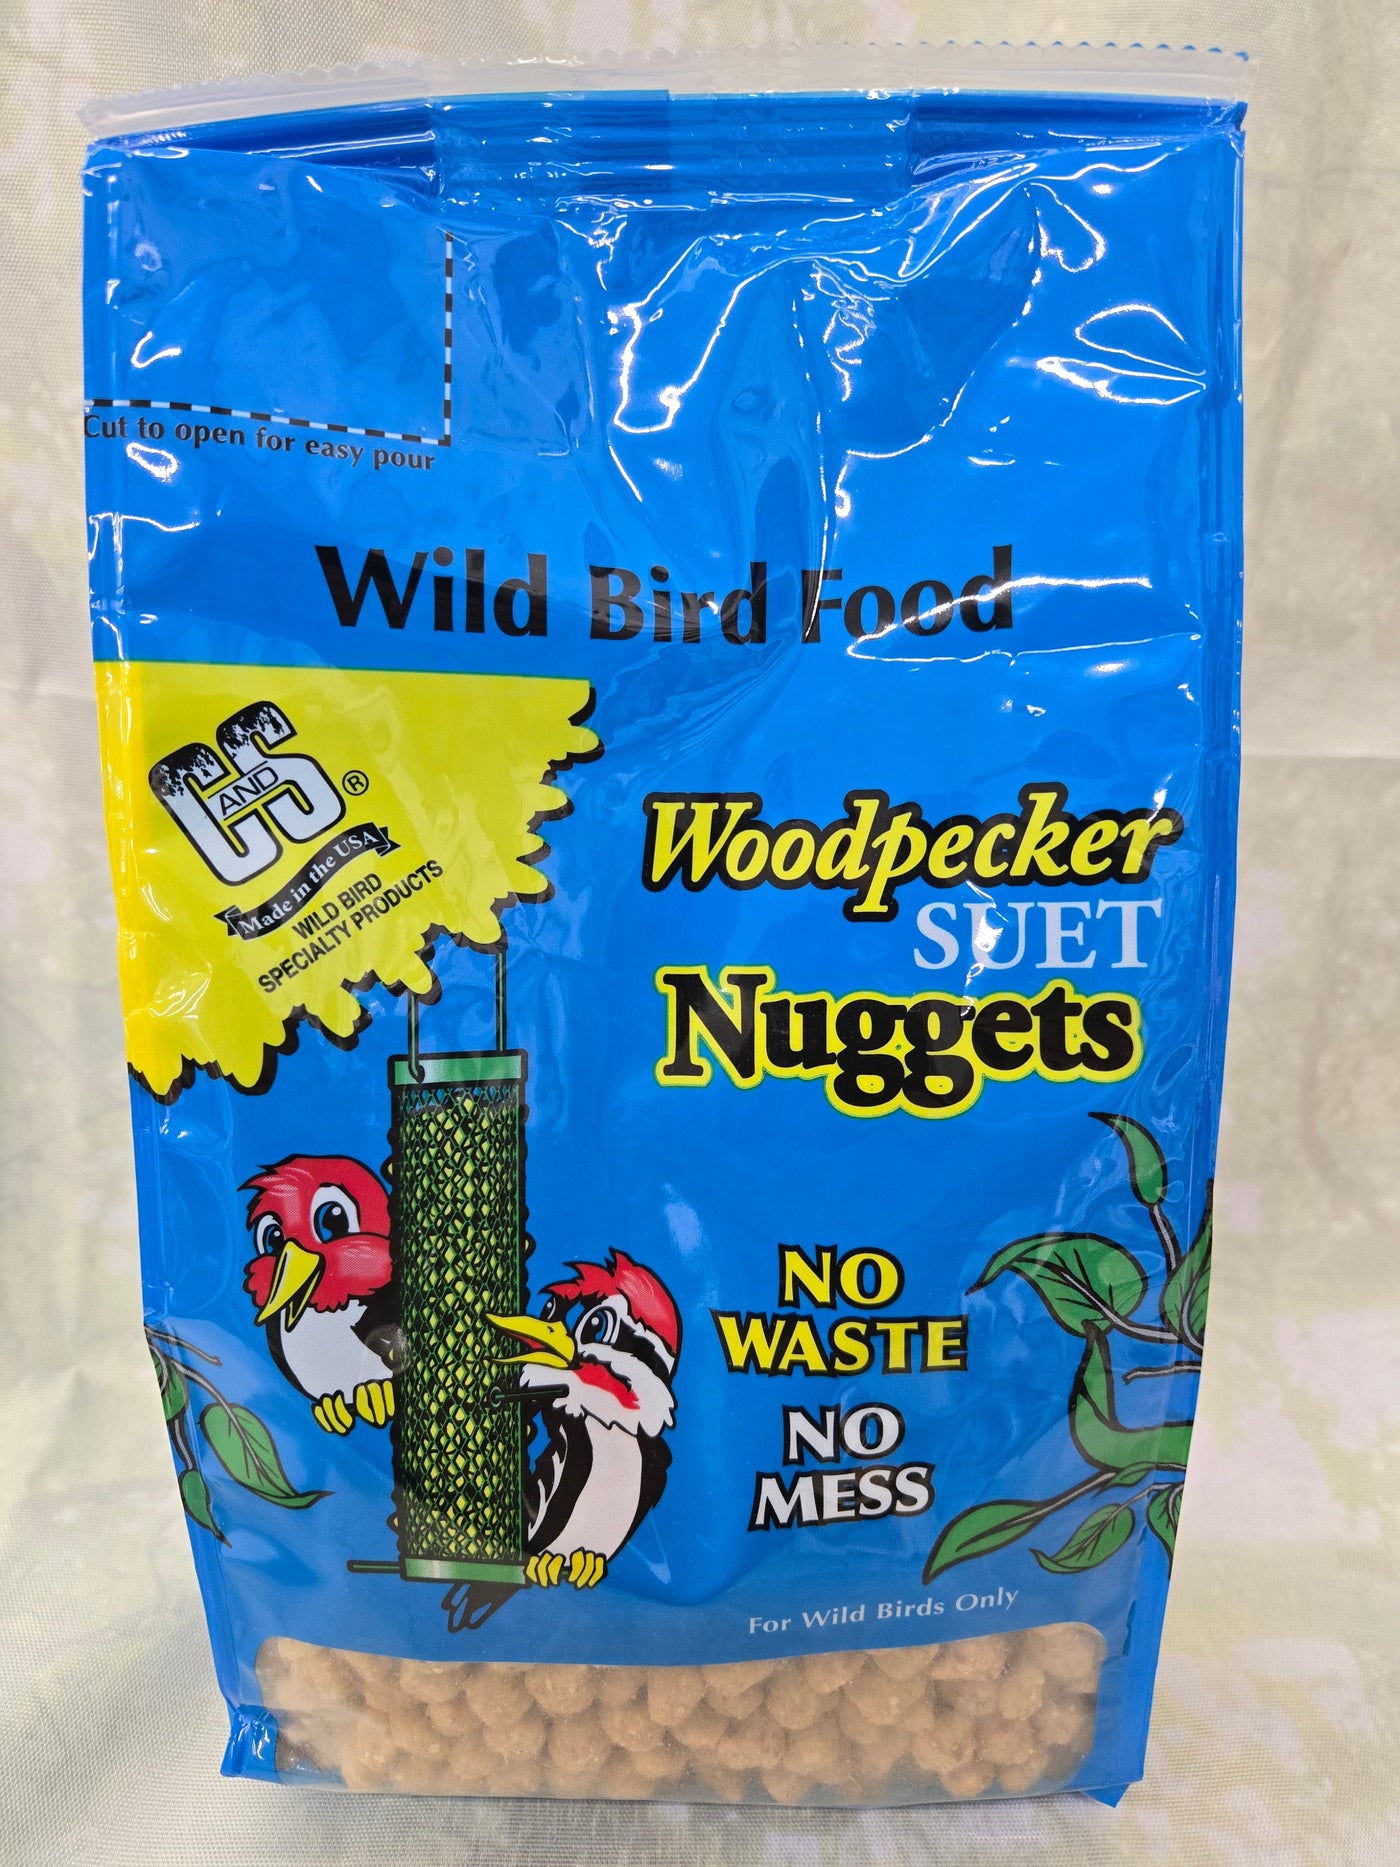 Cut to open for easy pour
Wild Bird Food
C AND S®
Made in the USA
WILD BIRD
SPECIALTY PRODUCTS
Woodpecker
SUET
Nuggets
NO
WASTE
NO
MESS
For Wild Birds Only